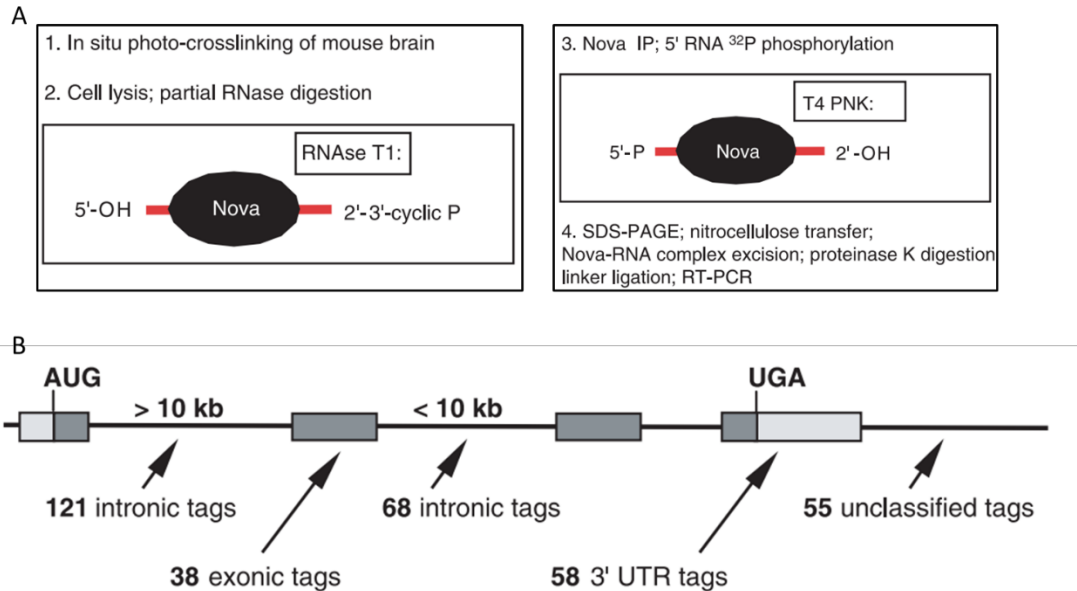 A
1. In situ photo-crosslinking of mouse brain
2. Cell lysis; partial RNase digestion
RNAse T1:
5'-OH
Nova
2'-3'-cyclic P
3. Nova IP; 5' RNA ³²P phosphorylation
T4 PNK:
5'-P
Nova
2'-OH
4. SDS-PAGE; nitrocellulose transfer;
Nova-RNA complex excision; proteinase K digestion
linker ligation; RT-PCR
B
AUG
> 10 kb
< 10 kb
UGA
121 intronic tags
68 intronic tags
55 unclassified tags
38 exonic tags
58 3' UTR tags